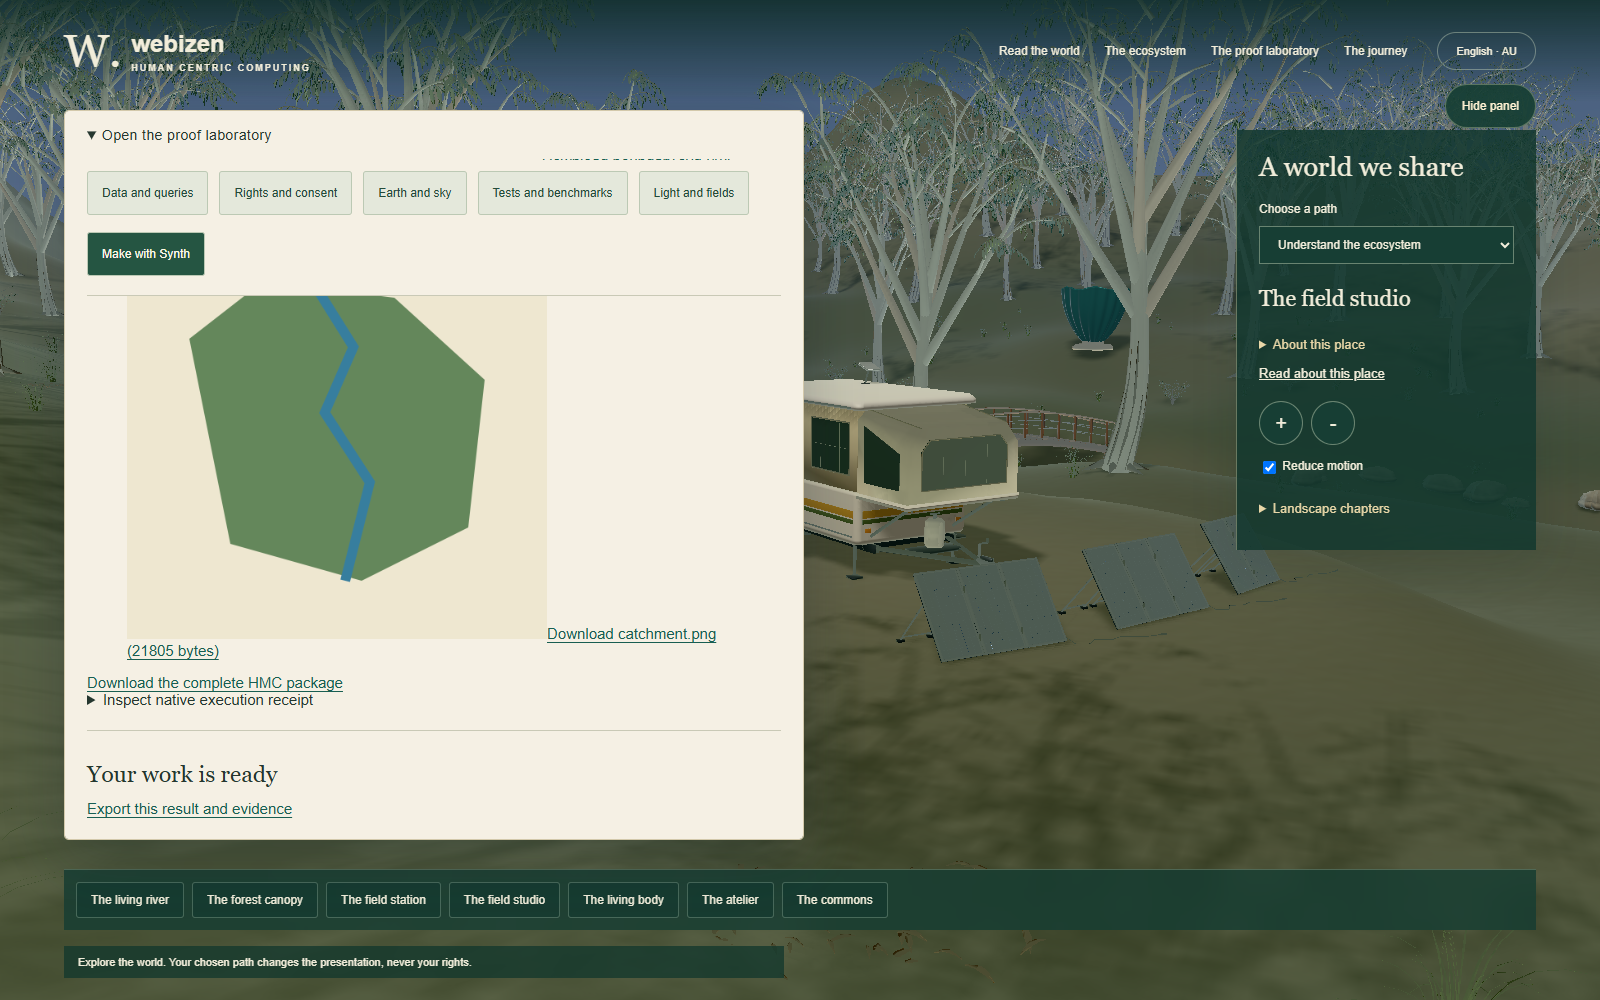 W.
webizen
HUMAN CENTRIC COMPUTING
Read the world
The ecosystem
The proof laboratory
The journey
English · AU
Hide panel
Open the proof laboratory
Data and queries
Rights and consent
Earth and sky
Tests and benchmarks
Light and fields
Make with Synth
Download catchment.png
(21805 bytes)
Download the complete HMC package
Inspect native execution receipt
Your work is ready
Export this result and evidence
A world we share
Choose a path
Understand the ecosystem
The field studio
About this place
Read about this place
+
-
Reduce motion
Landscape chapters
The living river
The forest canopy
The field station
The field studio
The living body
The atelier
The commons
Explore the world. Your chosen path changes the presentation, never your rights.